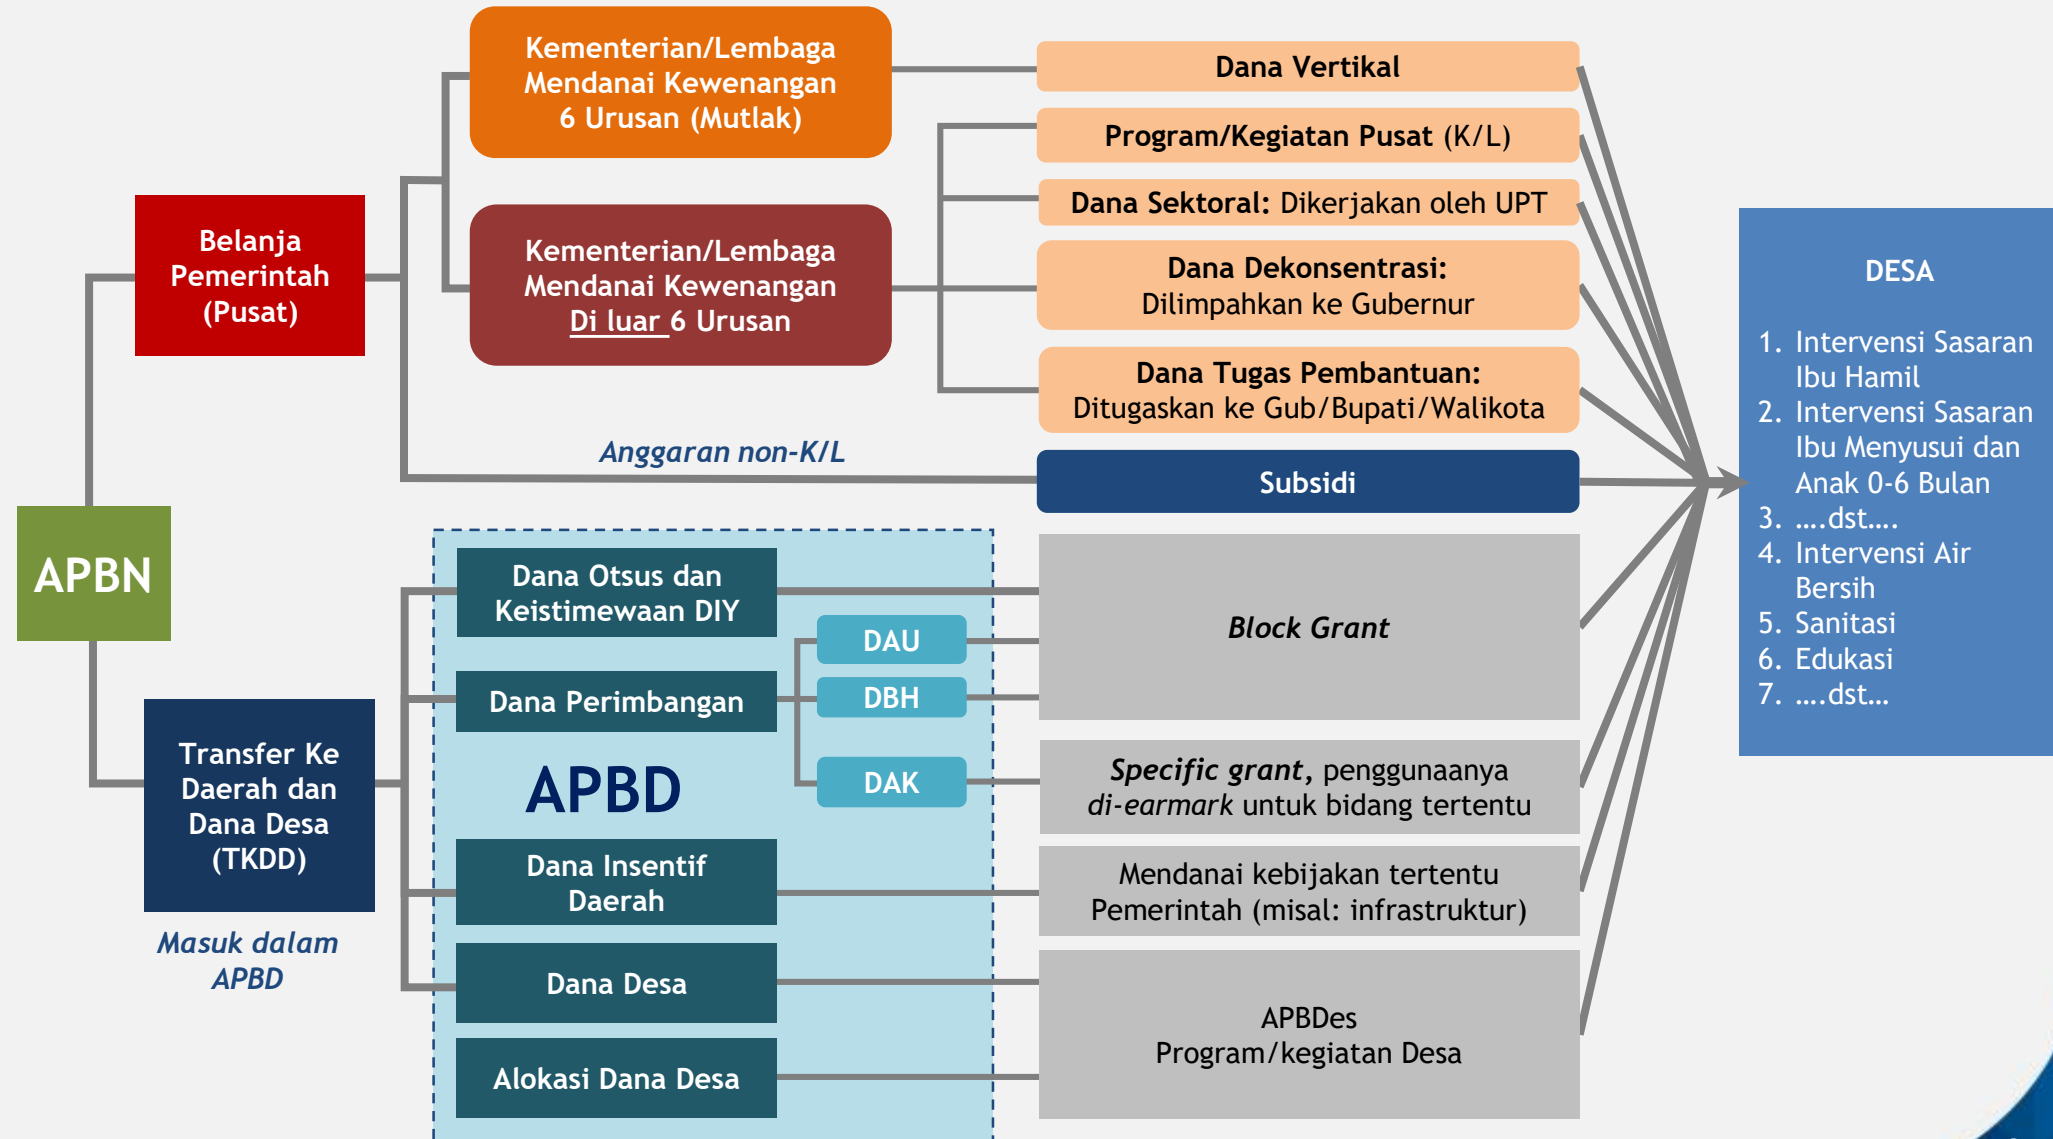 Kementerian/Lembaga
Mendanai Kewenangan
6 Urusan (Mutlak)
Dana Vertikal
Program/Kegiatan Pusat (K/L)
Dana Sektoral: Dikerjakan oleh UPT
Belanja
Pemerintah
(Pusat)
Kementerian/Lembaga
Mendanai Kewenangan
Di luar 6 Urusan
Dana Dekonsentrasi:
Dilimpahkan ke Gubernur
Dana Tugas Pembantuan:
Ditugaskan ke Gub/Bupati/Walikota
Anggaran non-K/L
Subsidi
APBN
Dana Otsus dan
Keistimewaan DIY
DAU
Block Grant
Dana Perimbangan
DBH
Transfer Ke
Daerah dan
Dana Desa
(TKDD)
APBD
DAK
Specific grant, penggunaanya
di-earmark untuk bidang tertentu
Dana Insentif
Daerah
Mendanai kebijakan tertentu
Pemerintah (misal: infrastruktur)
Masuk dalam
APBD
Dana Desa
APBDes
Program/kegiatan Desa
Alokasi Dana Desa
DESA
1. Intervensi Sasaran
Ibu Hamil
2. Intervensi Sasaran
Ibu Menyusui dan
Anak 0-6 Bulan
3. ….dst….
4. Intervensi Air
Bersih
5. Sanitasi
6. Edukasi
7. ….dst…